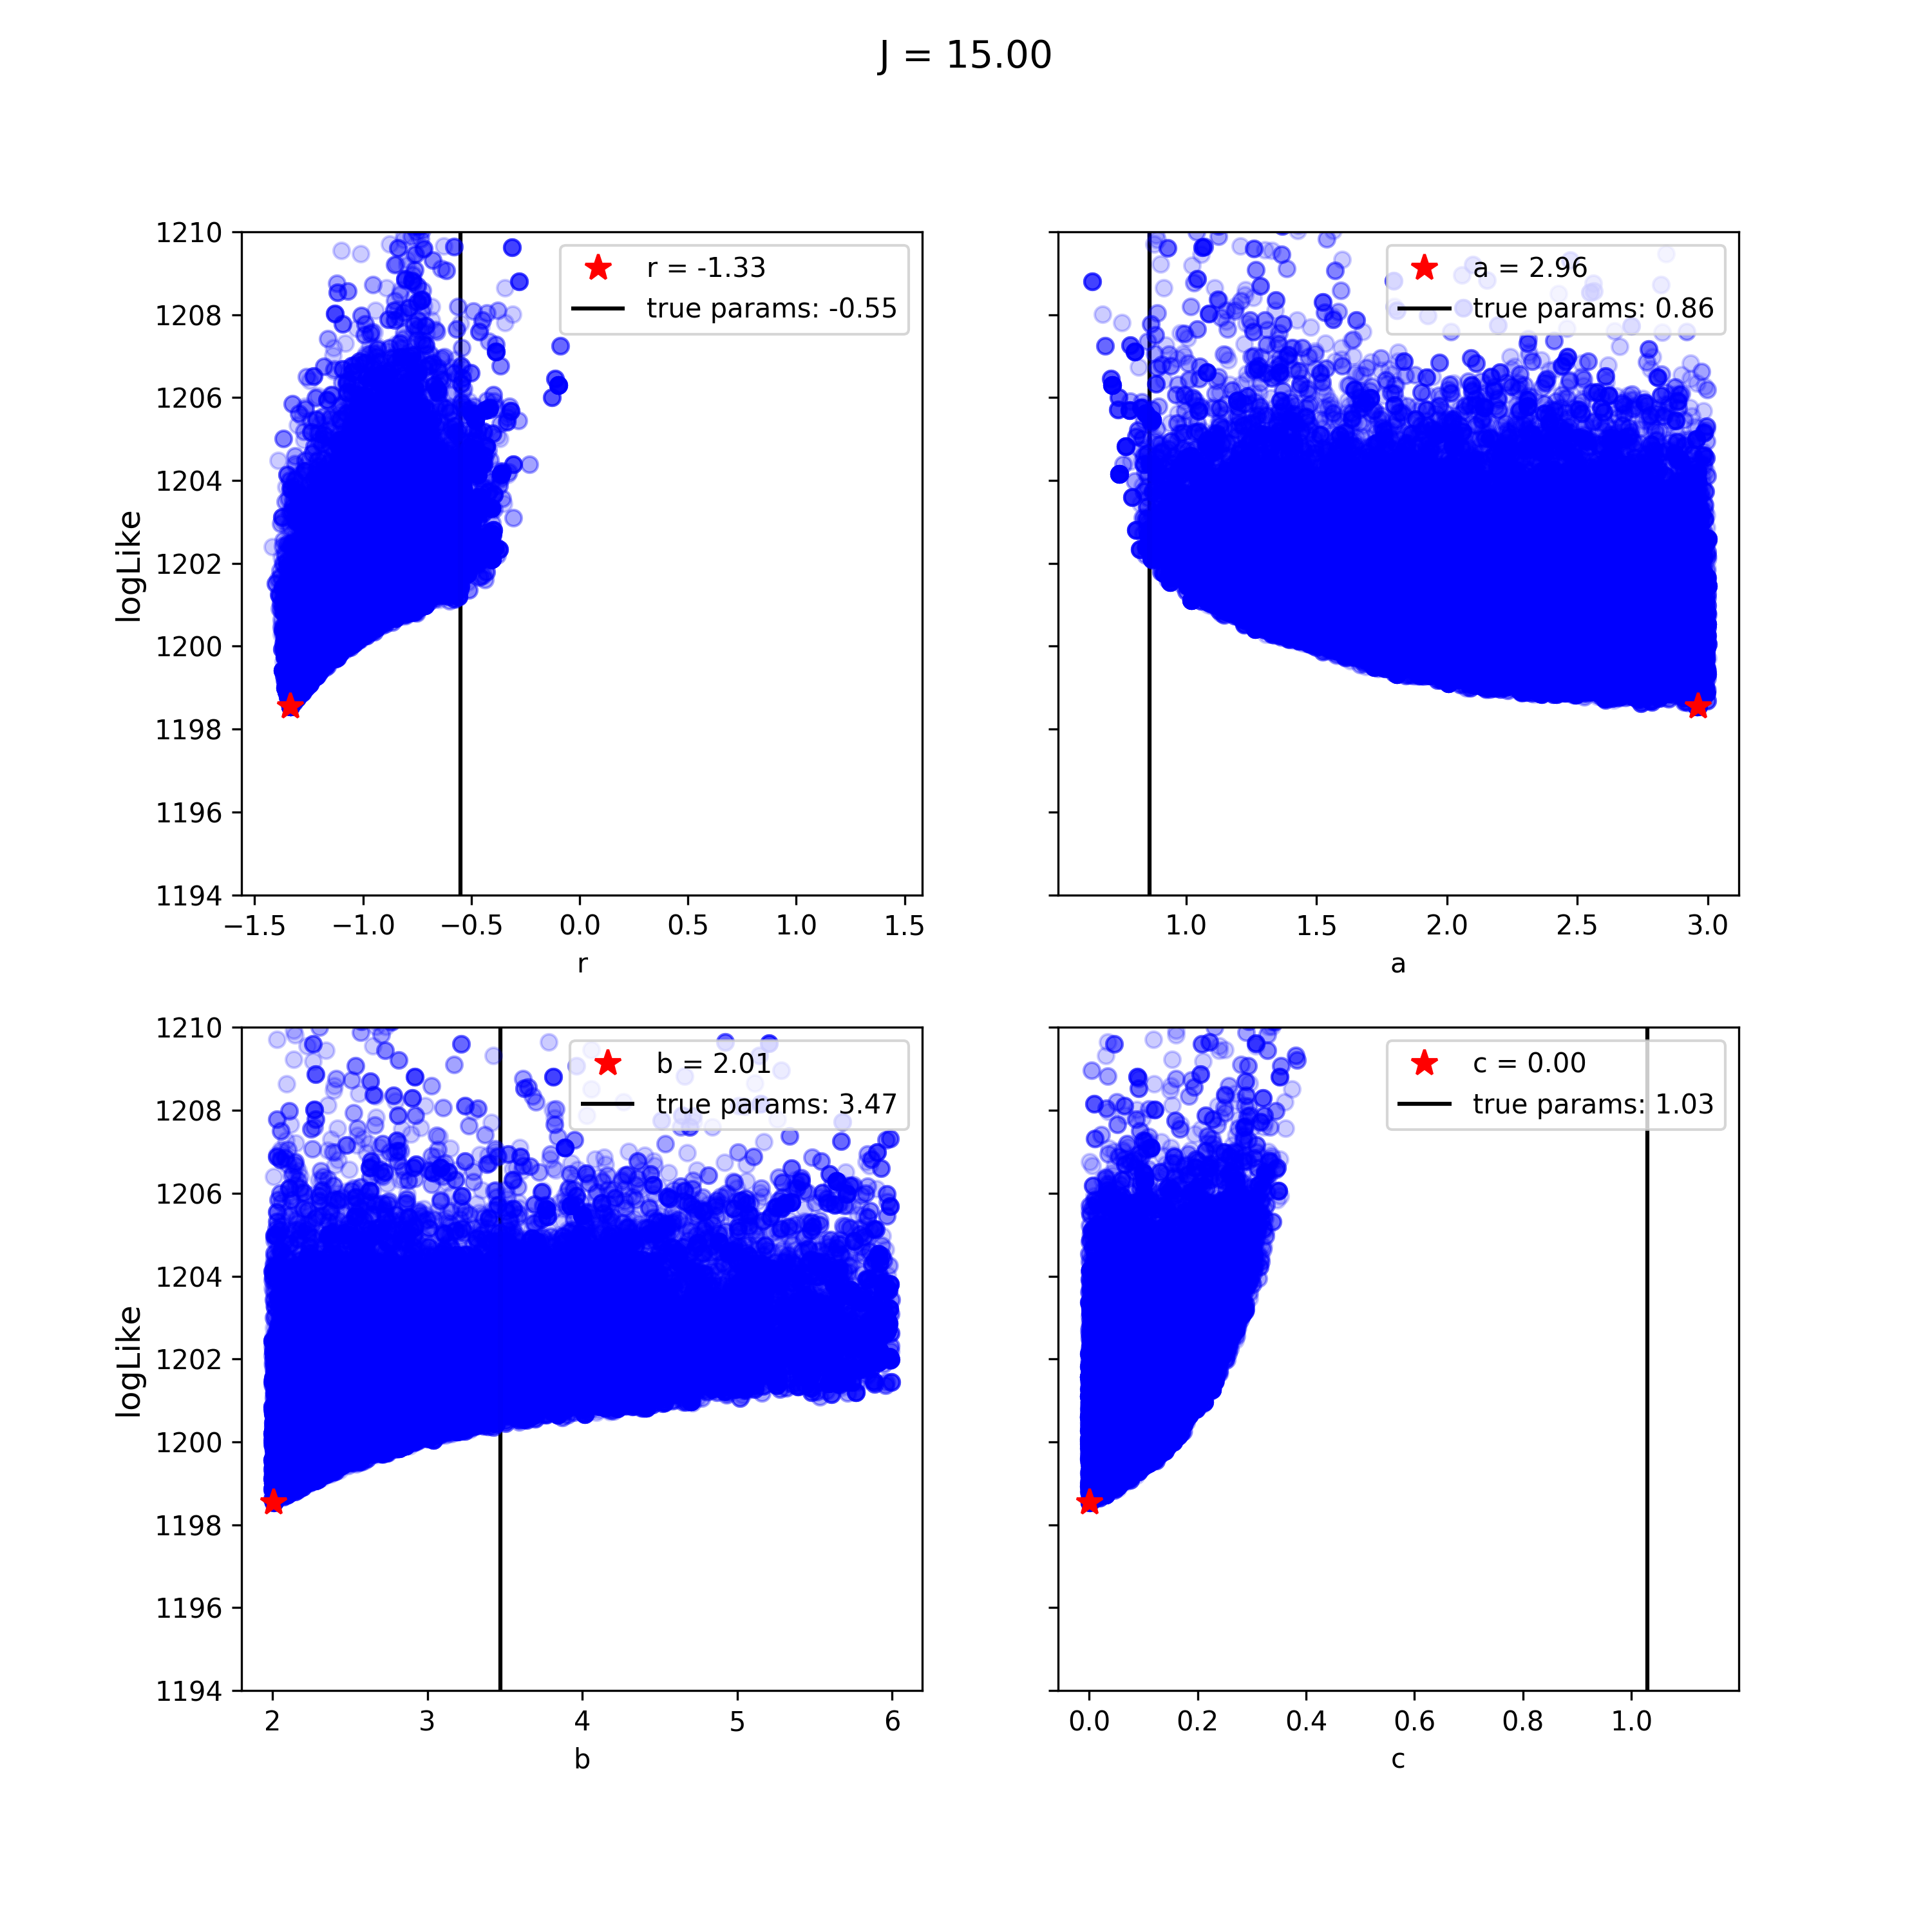 J = 15.00
1210
1208
1206
1204
1202
1200
1198
1196
1194
logLike
r = -1.33
true params: -0.55
−1.5 −1.0 −0.5 0.0 0.5 1.0 1.5
r
a = 2.96
true params: 0.86
1.0 1.5 2.0 2.5 3.0
a
1210
1208
1206
1204
1202
1200
1198
1196
1194
logLike
b = 2.01
true params: 3.47
2 3 4 5 6
b
c = 0.00
true params: 1.03
0.0 0.2 0.4 0.6 0.8 1.0
c